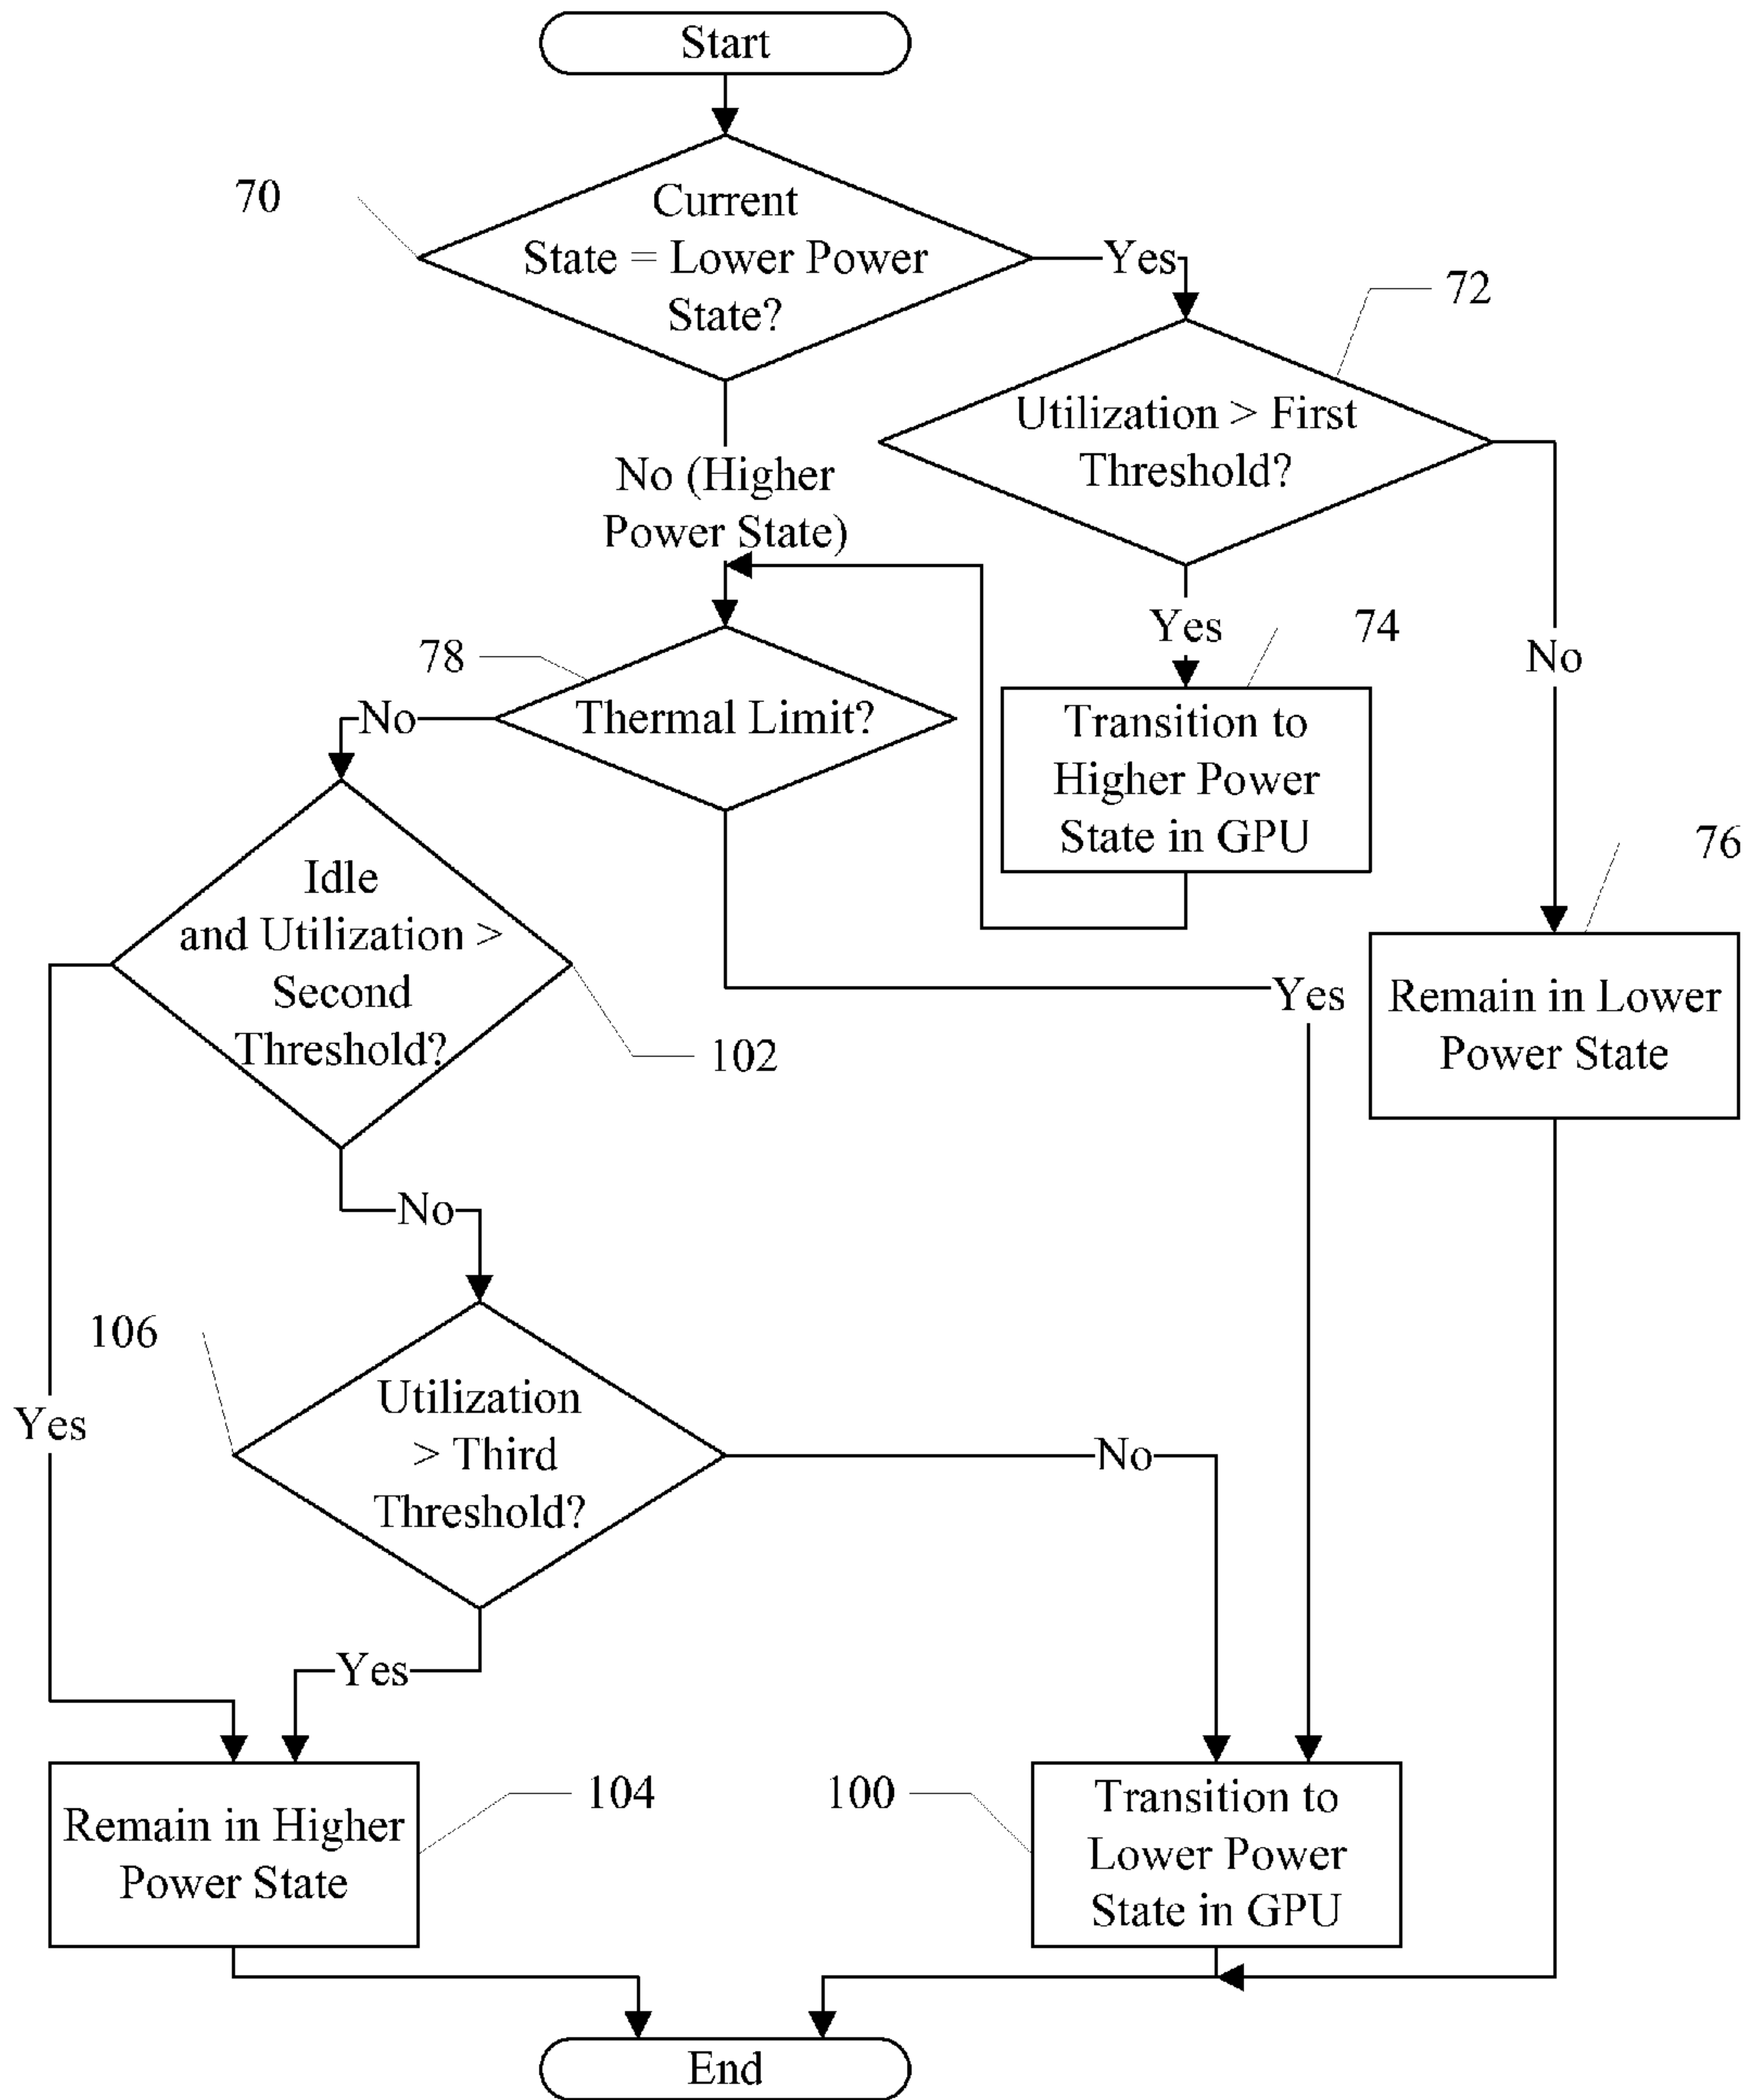 Start
70
Current
State = Lower Power
State?
Yes
72
Utilization > First
Threshold?
No (Higher
Power State)
Yes
74
No
78
Thermal Limit?
No
Transition to
Higher Power
State in GPU
76
Idle
and Utilization >
Second
Threshold?
102
Yes
Remain in Lower
Power State
No
106
Utilization
> Third
Threshold?
Yes
No
Yes
Remain in Higher
Power State
104
100
Transition to
Lower Power
State in GPU
End